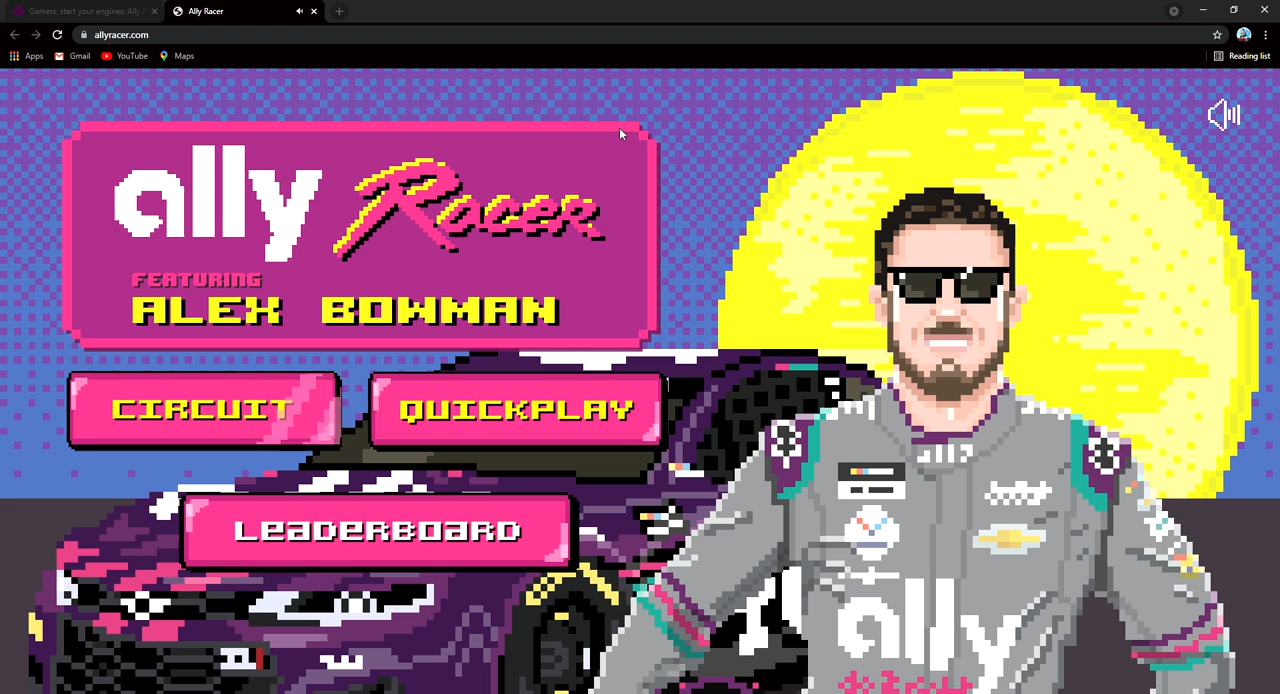 Gamers, start your engines: Ally
Ally Racer
allyracer.com
Apps
Gmail
YouTube
Maps
Reading list
ally Racer
FEATURING
ALEX BOWMAN
CIRCUIT
QUICKPLAY
LEADERBOARD
ally
ally